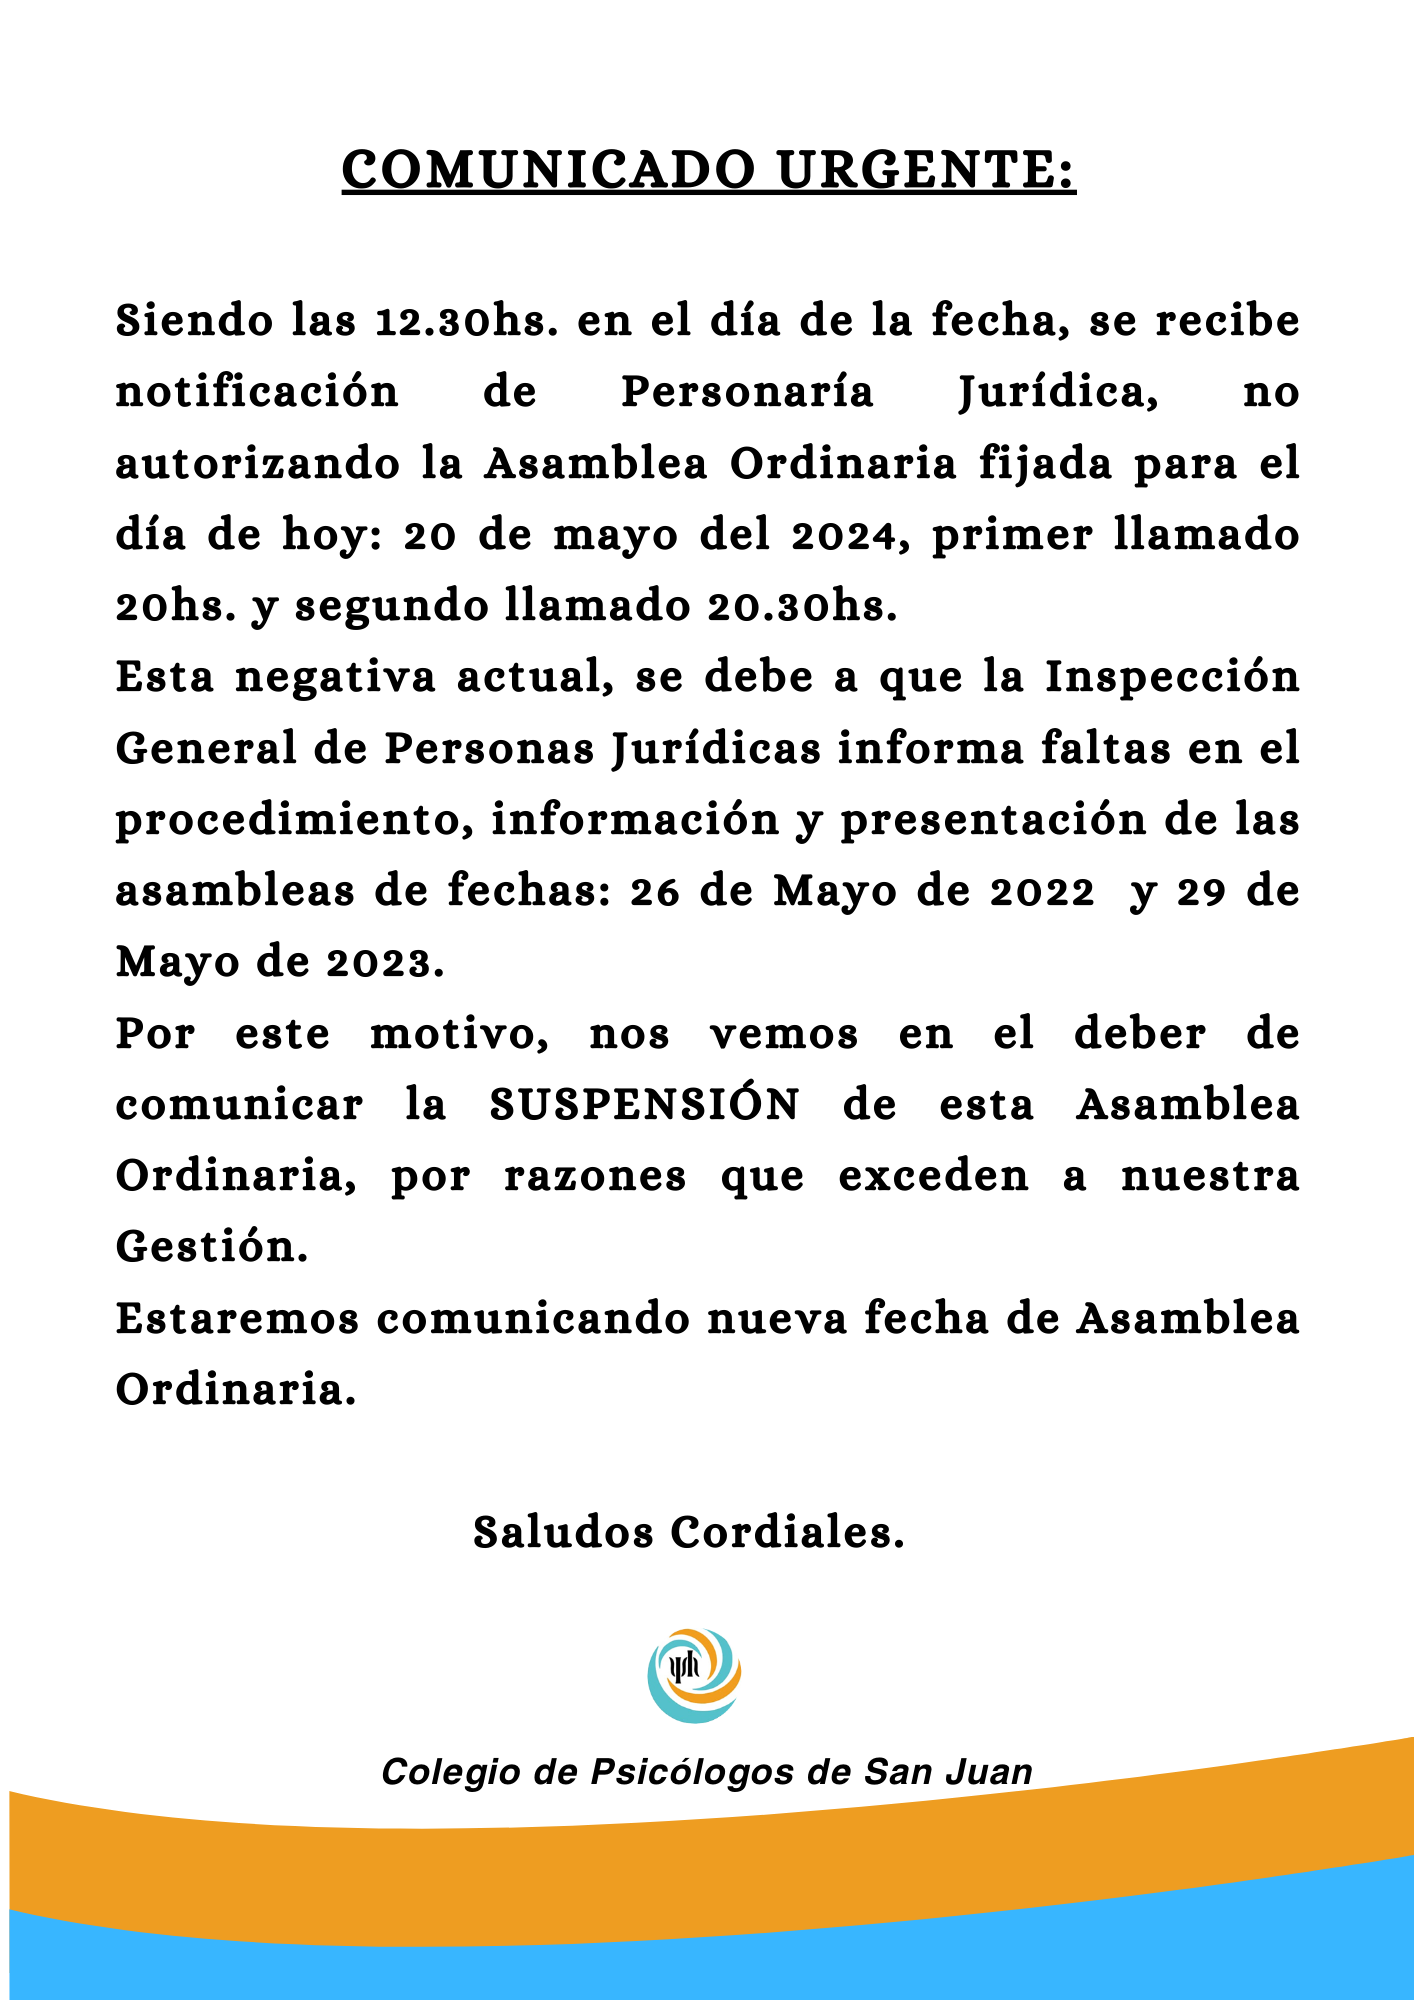 COMUNICADO URGENTE:
Siendo las 12.30hs. en el día de la fecha, se recibe
notificación de Personaría Jurídica, no
autorizando la Asamblea Ordinaria fijada para el
día de hoy: 20 de mayo del 2024, primer llamado
20hs. y segundo llamado 20.30hs.
Esta negativa actual, se debe a que la Inspección
General de Personas Jurídicas informa faltas en el
procedimiento, información y presentación de las
asambleas de fechas: 26 de Mayo de 2022 y 29 de
Mayo de 2023.
Por este motivo, nos vemos en el deber de
comunicar la SUSPENSIÓN de esta Asamblea
Ordinaria, por razones que exceden a nuestra
Gestión.
Estaremos comunicando nueva fecha de Asamblea
Ordinaria.
Saludos Cordiales.
Colegio de Psicólogos de San Juan